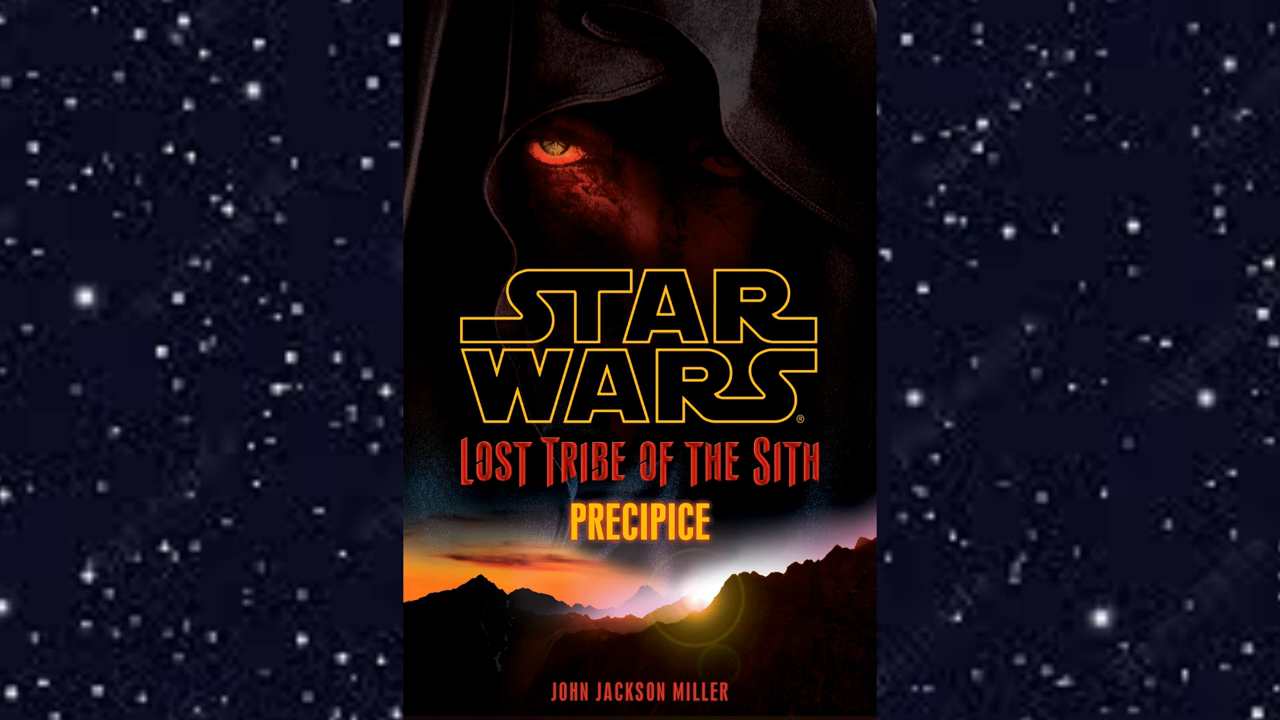 STAR
WARS®
LOST TRIBE OF THE SITH
PRECIPICE
JOHN JACKSON MILLER